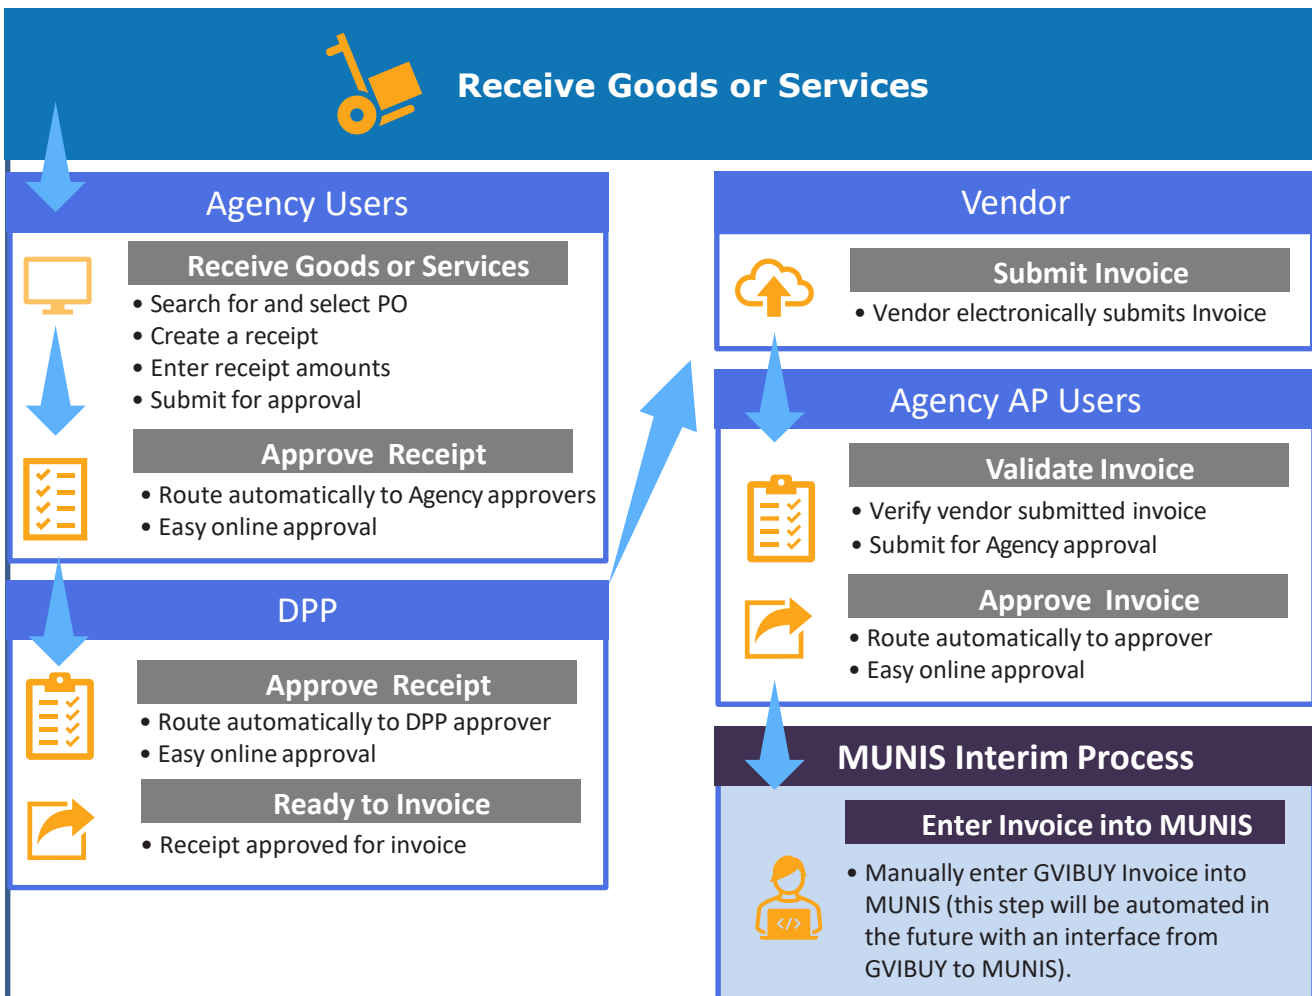 Receive Goods or Services
Agency Users
Receive Goods or Services
• Search for and select PO
• Create a receipt
• Enter receipt amounts
• Submit for approval
Approve Receipt
• Route automatically to Agency approvers
• Easy online approval
DPP
Approve Receipt
• Route automatically to DPP approver
• Easy online approval
Ready to Invoice
• Receipt approved for invoice
Vendor
Submit Invoice
• Vendor electronically submits Invoice
Agency AP Users
Validate Invoice
• Verify vendor submitted invoice
• Submit for Agency approval
Approve Invoice
• Route automatically to approver
• Easy online approval
MUNIS Interim Process
Enter Invoice into MUNIS
• Manually enter GVIBUY Invoice into
MUNIS (this step will be automated in
the future with an interface from
GVIBUY to MUNIS).